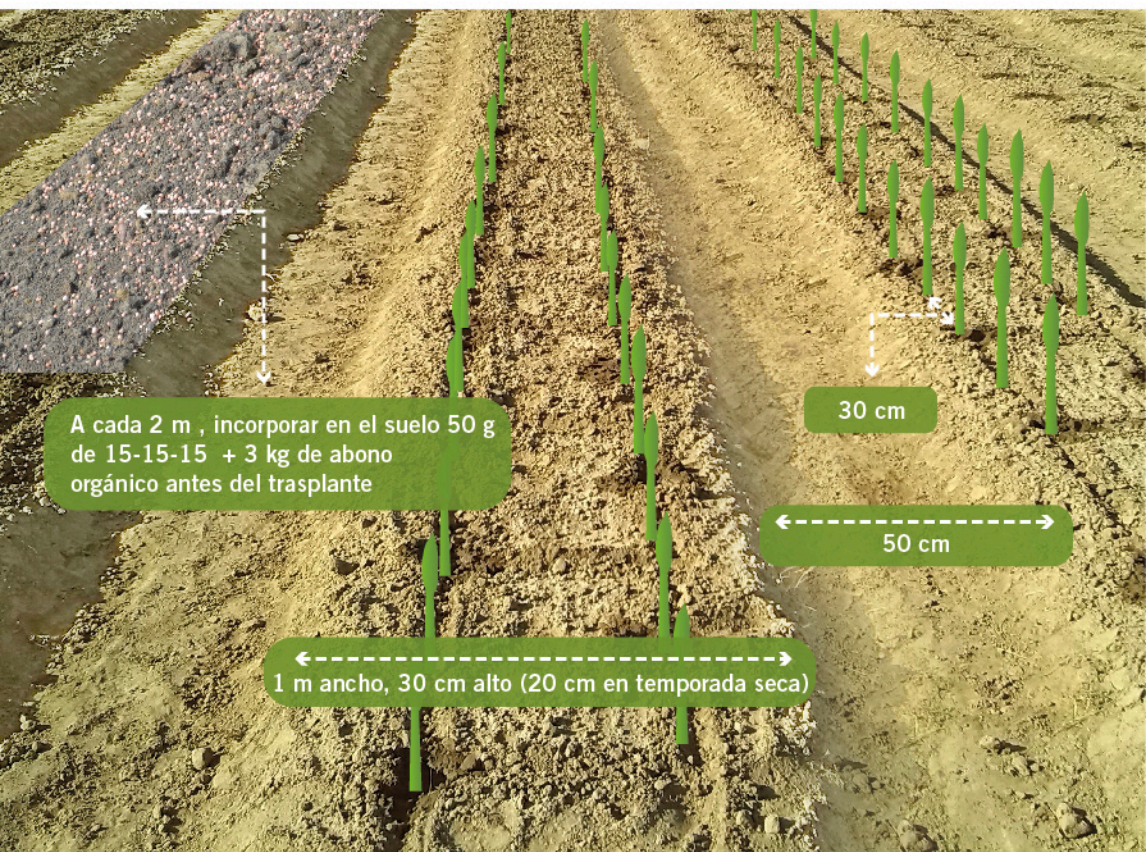 A cada 2 m , incorporar en el suelo 50 g
de 15-15-15 + 3 kg de abono
orgánico antes del trasplante
30 cm
50 cm
1 m ancho, 30 cm alto (20 cm en temporada seca)